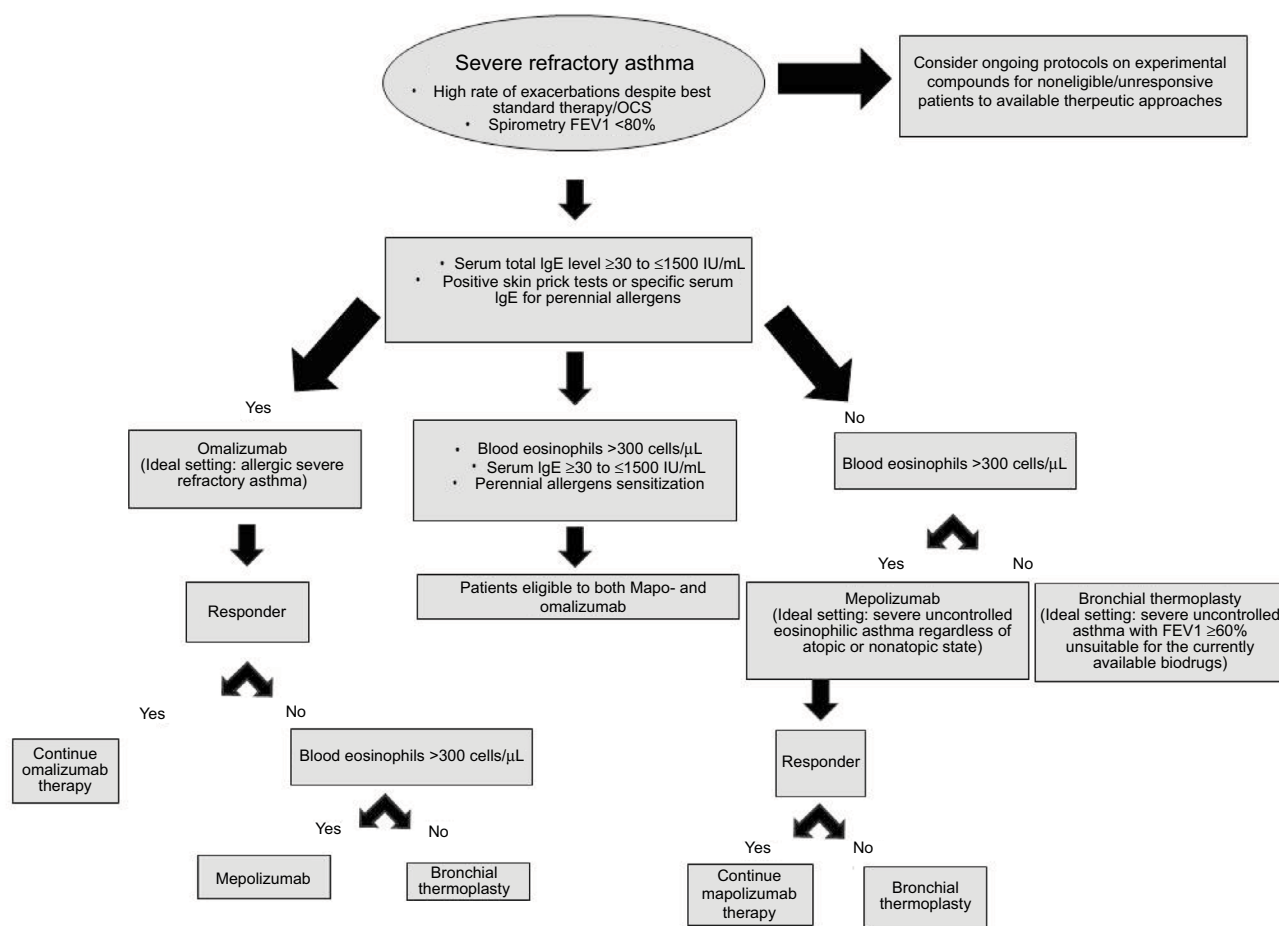 Severe refractory asthma
• High rate of exacerbations despite best
standard therapy/OCS
• Spirometry FEV1 <80%
Consider ongoing protocols on experimental
compounds for noneligible/unresponsive
patients to available therpeutic approaches
• Serum total IgE level ≥30 to ≤1500 IU/mL
• Positive skin prick tests or specific serum
IgE for perennial allergens
Yes
No
Omalizumab
(Ideal setting: allergic severe
refractory asthma)
• Blood eosinophils >300 cells/µL
• Serum IgE ≥30 to ≤1500 IU/mL
• Perennial allergens sensitization
Blood eosinophils >300 cells/µL
Yes
No
Responder
Patients eligible to both Mapo- and
omalizumab
Mepolizumab
(Ideal setting: severe uncontrolled
eosinophilic asthma regardless of
atopic or nonatopic state)
Bronchial thermoplasty
(Ideal setting: severe uncontrolled
asthma with FEV1 ≥60%
unsuitable for the currently
available biodrugs)
Yes
No
Continue
omalizumab
therapy
Blood eosinophils >300 cells/µL
Responder
Yes
No
Yes
No
Mepolizumab
Bronchial
thermoplasty
Continue
mapolizumab
therapy
Bronchial
thermoplasty